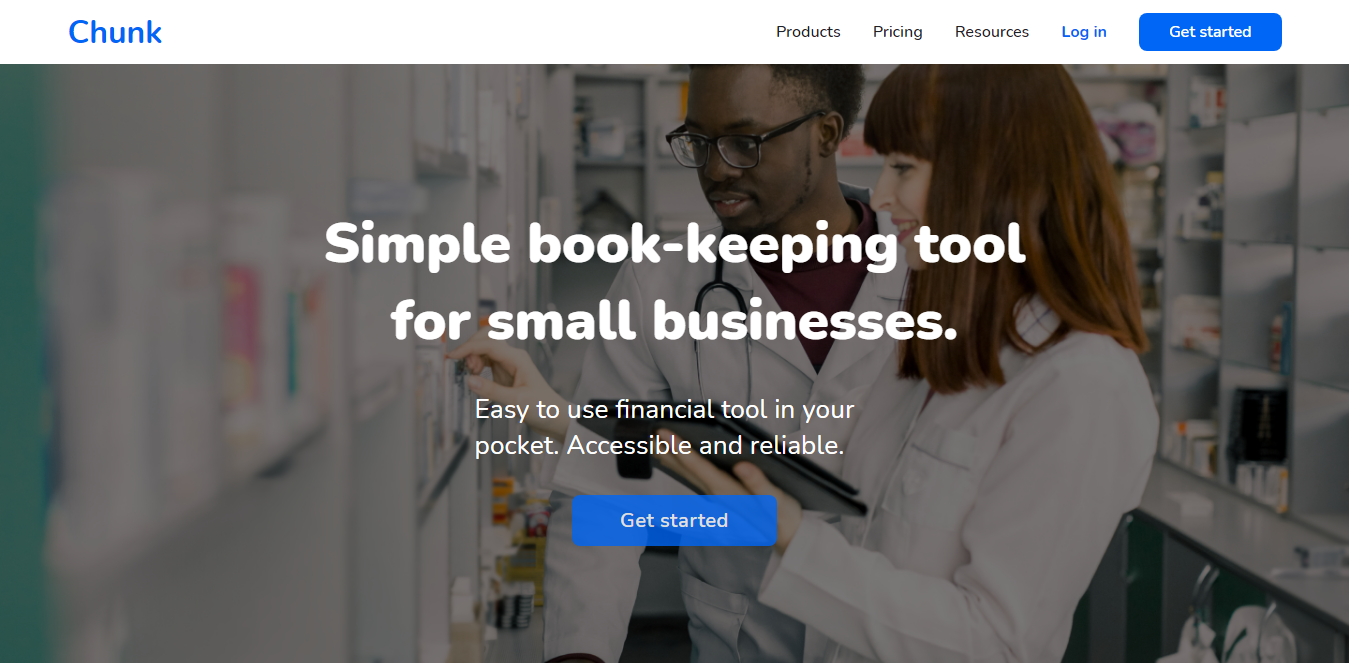 Chunk
Products
Pricing
Resources
Log in
Get started
Simple book-keeping tool
for small businesses.
Easy to use financial tool in your
pocket. Accessible and reliable.
Get started